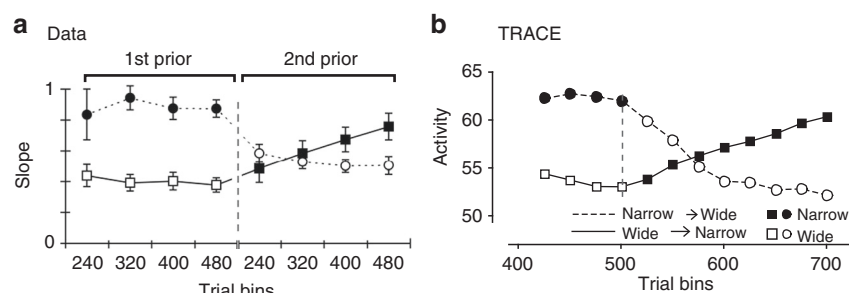 a Data
1st prior 2nd prior
1
Slope
0
240 320 400 480 240 320 400 480
Trial bins
b TRACE
65
60
55
50
Activity
Narrow → Wide Narrow
Wide → Narrow Wide
400 500 600 700
Trial bins